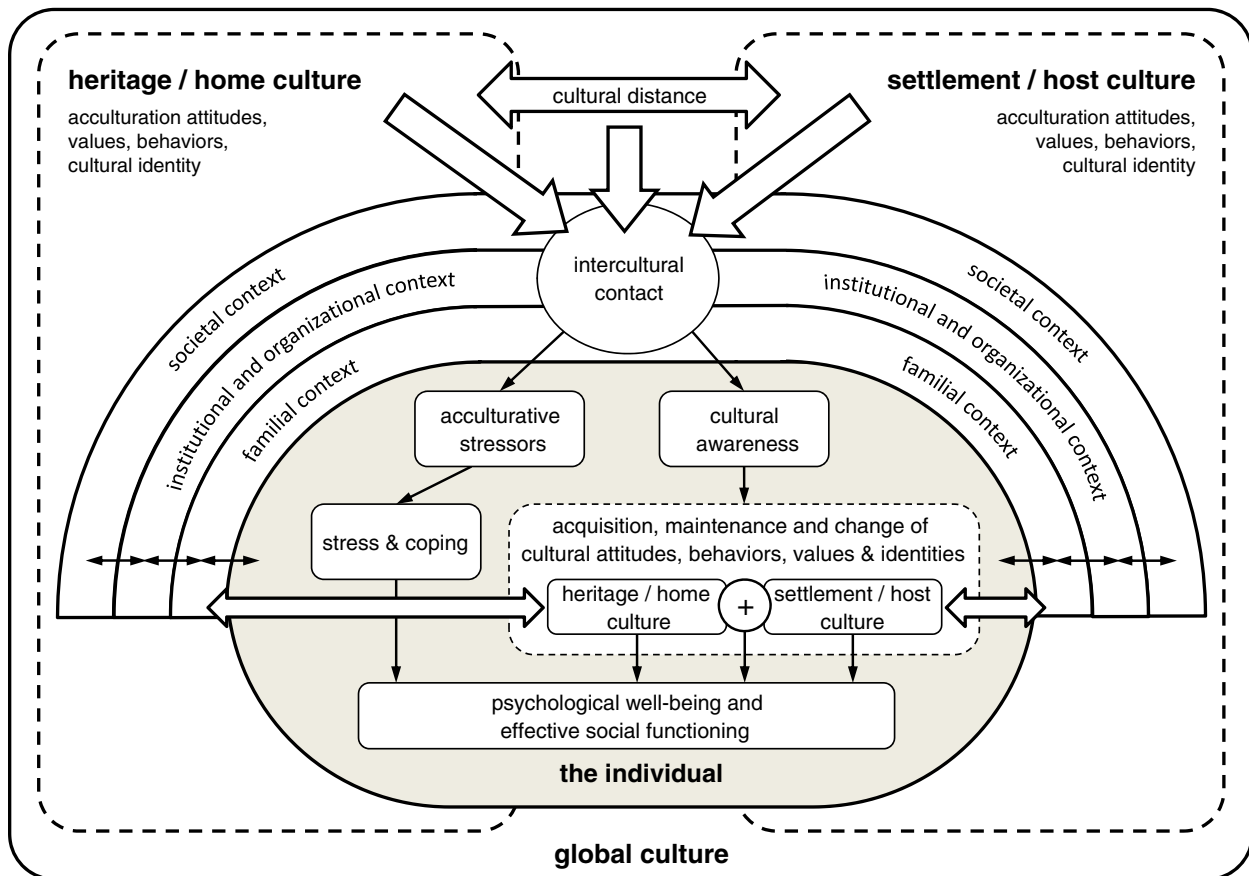 heritage / home culture
acculturation attitudes,
values, behaviors,
cultural identity
cultural distance
settlement / host culture
acculturation attitudes,
values, behaviors,
cultural identity
intercultural
contact
societal context
institutional and organizational context
familial context
societal context
institutional and organizational context
familial context
acculturative
stressors
cultural
awareness
stress & coping
acquisition, maintenance and change of
cultural attitudes, behaviors, values & identities
heritage / home
culture
+
settlement / host
culture
psychological well-being and
effective social functioning
the individual
global culture